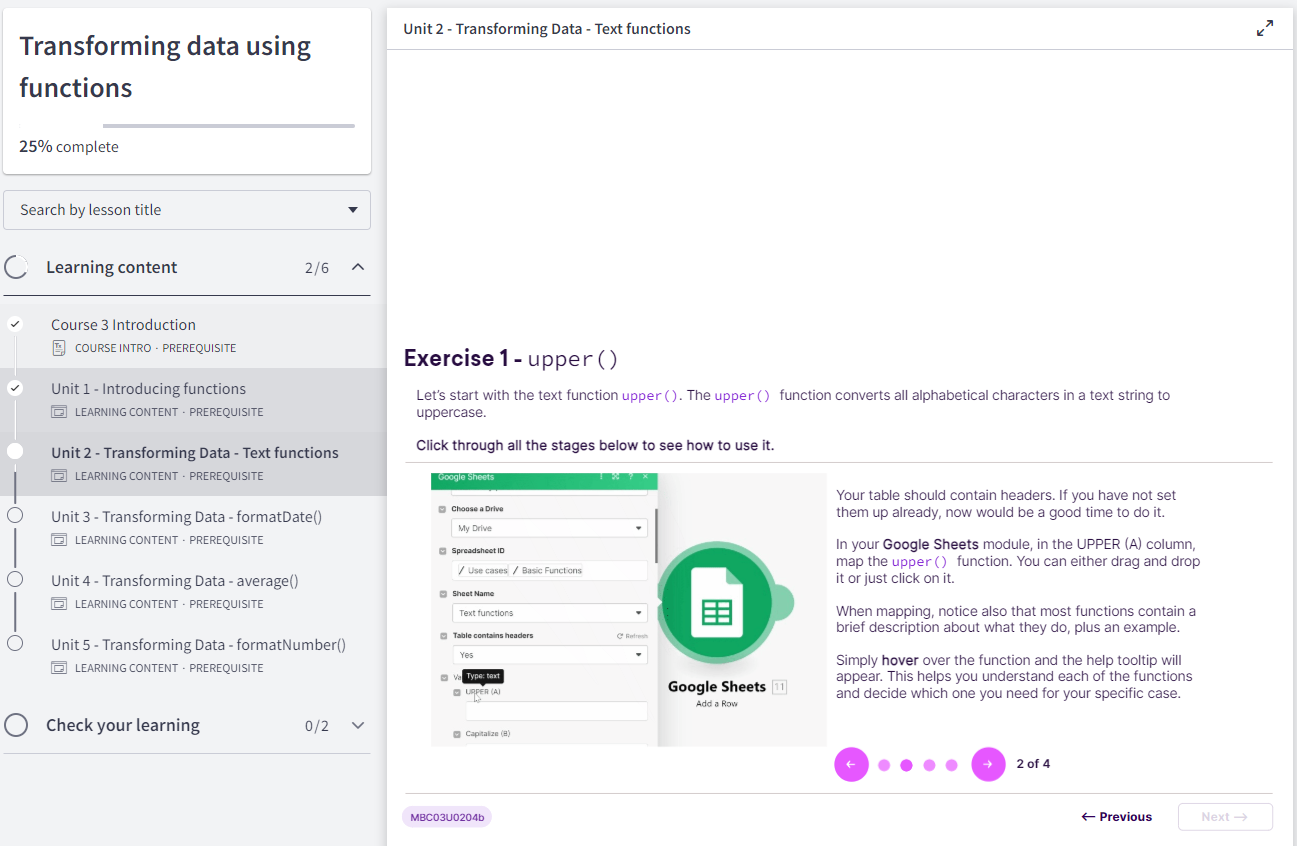 Transforming data using
functions
25% complete
Search by lesson title
Learning content 2/6
Course 3 Introduction
COURSE INTRO · PREREQUISITE
Unit 1 - Introducing functions
LEARNING CONTENT · PREREQUISITE
Unit 2 - Transforming Data - Text functions
LEARNING CONTENT · PREREQUISITE
Unit 3 - Transforming Data - formatDate()
LEARNING CONTENT · PREREQUISITE
Unit 4 - Transforming Data - average()
LEARNING CONTENT · PREREQUISITE
Unit 5 - Transforming Data - formatNumber()
LEARNING CONTENT · PREREQUISITE
Check your learning 0/2
Unit 2 - Transforming Data - Text functions
Exercise 1 - upper()
Let's start with the text function upper(). The upper() function converts all alphabetical characters in a text string to
uppercase.
Click through all the stages below to see how to use it.
Google Sheets
Choose a Drive
My Drive
Spreadsheet ID
/ Use cases / Basic Functions
Sheet Name
Text functions
Table contains headers Refresh
Yes
Type: text
UPPER (A)
Capitalize (B)
Google Sheets 11
Add a Row
Your table should contain headers. If you have not set
them up already, now would be a good time to do it.
In your Google Sheets module, in the UPPER (A) column,
map the upper() function. You can either drag and drop
it or just click on it.
When mapping, notice also that most functions contain a
brief description about what they do, plus an example.
Simply hover over the function and the help tooltip will
appear. This helps you understand each of the functions
and decide which one you need for your specific case.
← → 2 of 4
MBC03U0204b
← Previous
Next →